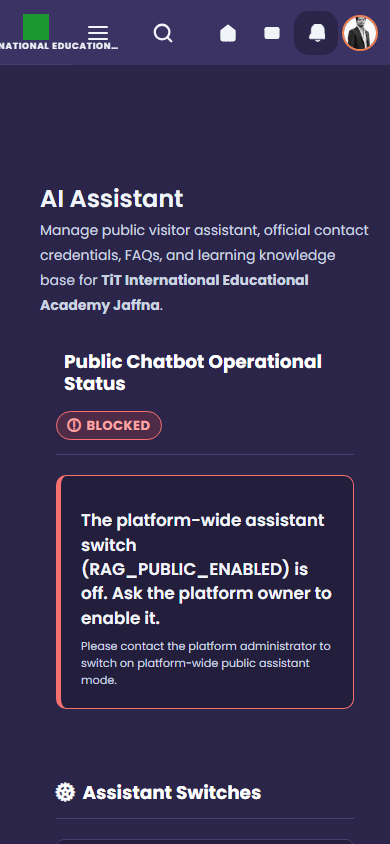 NATIONAL EDUCATION...
AI Assistant
Manage public visitor assistant, official contact
credentials, FAQs, and learning knowledge
base for TiT International Educational
Academy Jaffna.
Public Chatbot Operational
Status
BLOCKED
The platform-wide assistant
switch
(RAG_PUBLIC_ENABLED) is
off. Ask the platform owner to
enable it.
Please contact the platform administrator to
switch on platform-wide public assistant
mode.
Assistant Switches